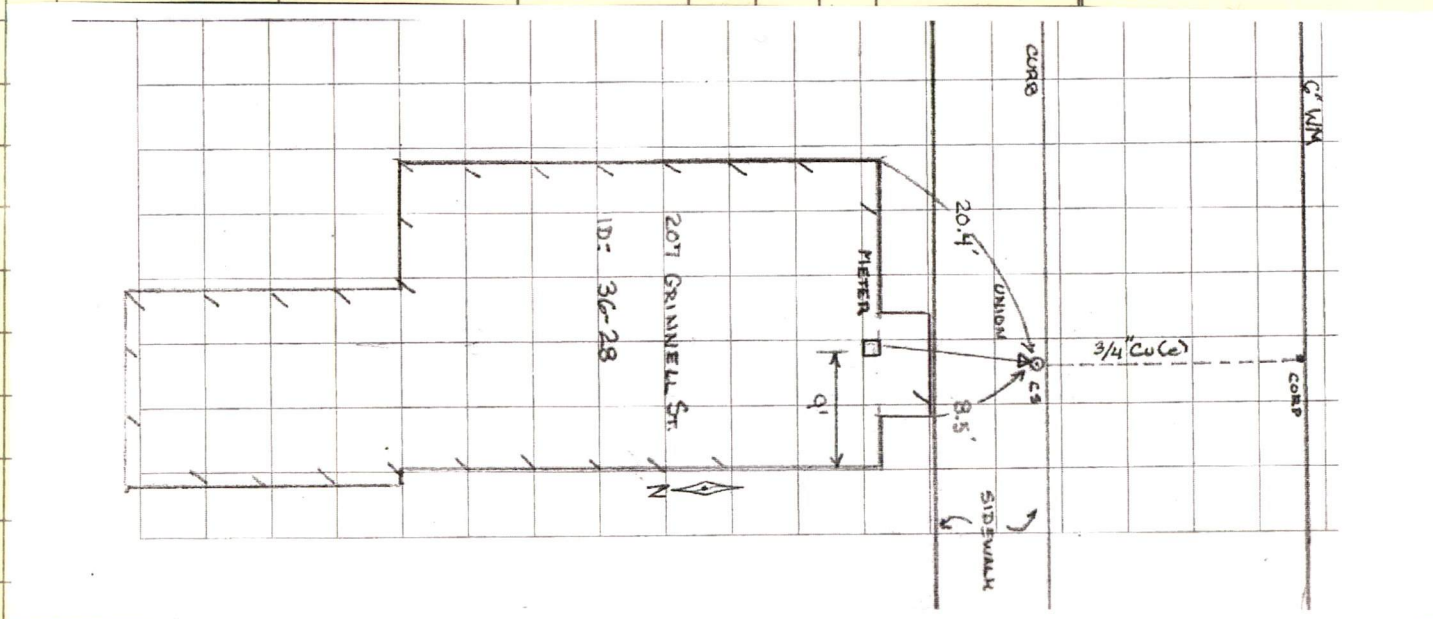 CURB
6" WM
20.4'
207 GRINNELL ST.
ID: 36-28
METER
UNION
3/4" Cu(e)
CS
CORP
9'
8.5'
N
SIDEWALK